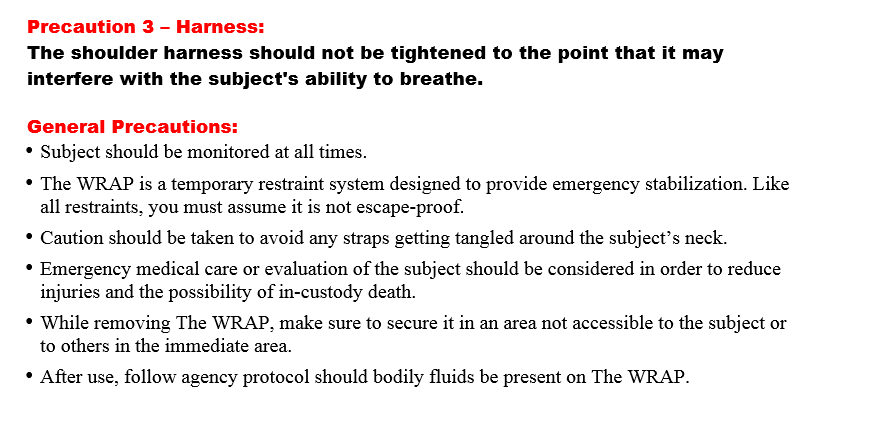 Precaution 3 – Harness:
The shoulder harness should not be tightened to the point that it may
interfere with the subject's ability to breathe.
General Precautions:
• Subject should be monitored at all times.
• The WRAP is a temporary restraint system designed to provide emergency stabilization. Like
all restraints, you must assume it is not escape-proof.
• Caution should be taken to avoid any straps getting tangled around the subject’s neck.
• Emergency medical care or evaluation of the subject should be considered in order to reduce
injuries and the possibility of in-custody death.
• While removing The WRAP, make sure to secure it in an area not accessible to the subject or
to others in the immediate area.
• After use, follow agency protocol should bodily fluids be present on The WRAP.